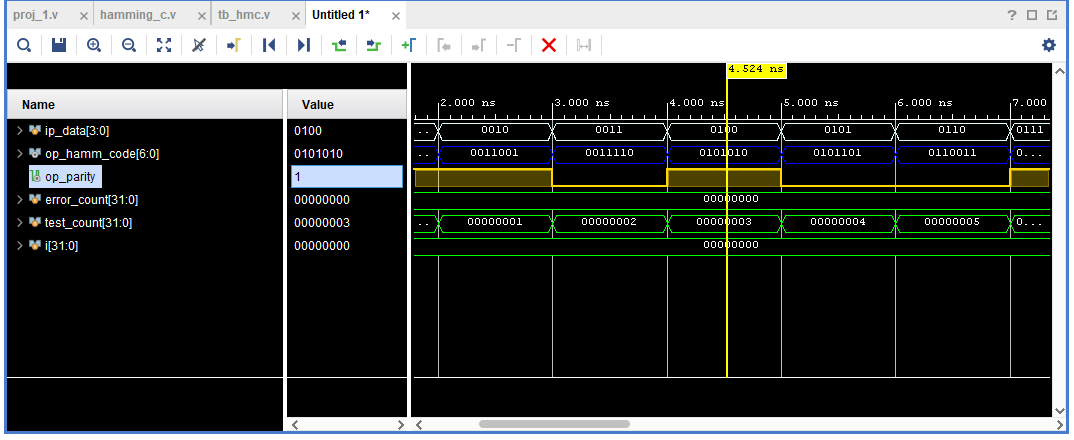 proj_1.v × hamming_c.v × tb_hmc.v × Untitled 1* × ?
4.524 ns
Name Value 2.000 ns 3.000 ns 4.000 ns 5.000 ns 6.000 ns 7.000
ip_data[3:0] 0100 .. 0010 0011 0100 0101 0110 0111
op_hamm_code[6:0] 0101010 .. 0011001 0011110 0101010 0101101 0110011 0...
op_parity 1
error_count[31:0] 00000000 00000000
test_count[31:0] 00000003 .. 00000001 00000002 00000003 00000004 00000005 0...
i[31:0] 00000000 00000000